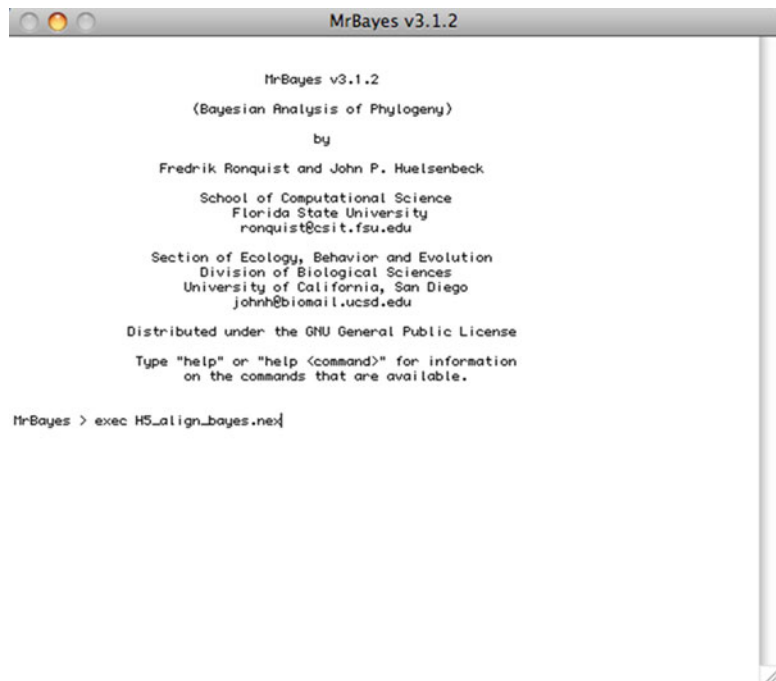 MrBayes v3.1.2
MrBayes v3.1.2
(Bayesian Analysis of Phylogeny)
by
Fredrik Ronquist and John P. Huelsenbeck
School of Computational Science
Florida State University
ronquist@csit.fsu.edu
Section of Ecology, Behavior and Evolution
Division of Biological Sciences
University of California, San Diego
johnh@biomail.ucsd.edu
Distributed under the GNU General Public License
Type "help" or "help <command>" for information
on the commands that are available.
MrBayes > exec H5_align_bayes.nex